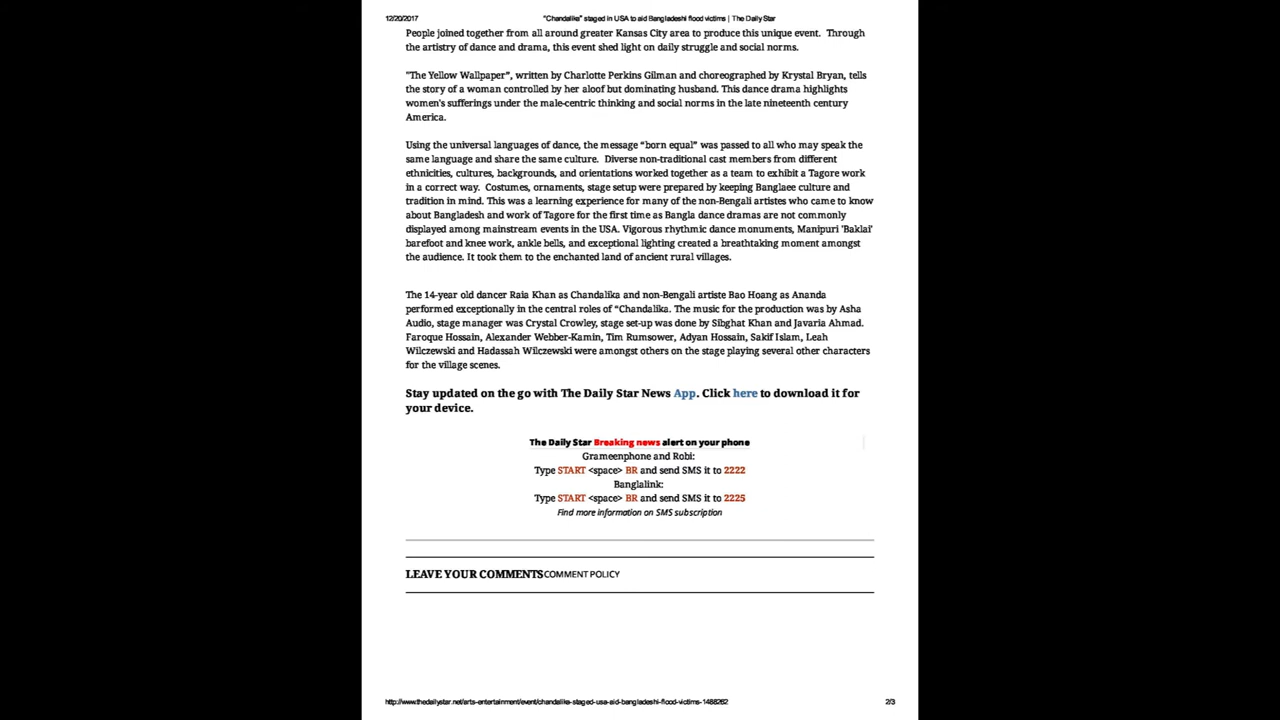 12/20/2017 "Chandalika" staged in USA to aid Bangladeshi flood victims | The Daily Star
People joined together from all around greater Kansas City area to produce this unique event. Through
the artistry of dance and drama, this event shed light on daily struggle and social norms.
"The Yellow Wallpaper", written by Charlotte Perkins Gilman and choreographed by Krystal Bryan, tells
the story of a woman controlled by her aloof but dominating husband. This dance drama highlights
women's sufferings under the male-centric thinking and social norms in the late nineteenth century
America.
Using the universal languages of dance, the message "born equal" was passed to all who may speak the
same language and share the same culture. Diverse non-traditional cast members from different
ethnicities, cultures, backgrounds, and orientations worked together as a team to exhibit a Tagore work
in a correct way. Costumes, ornaments, stage setup were prepared by keeping Banglaee culture and
tradition in mind. This was a learning experience for many of the non-Bengali artistes who came to know
about Bangladesh and work of Tagore for the first time as Bangla dance dramas are not commonly
displayed among mainstream events in the USA. Vigorous rhythmic dance monuments, Manipuri 'Baklai'
barefoot and knee work, ankle bells, and exceptional lighting created a breathtaking moment amongst
the audience. It took them to the enchanted land of ancient rural villages.
The 14-year old dancer Raia Khan as Chandalika and non-Bengali artiste Bao Hoang as Ananda
performed exceptionally in the central roles of "Chandalika. The music for the production was by Asha
Audio, stage manager was Crystal Crowley, stage set-up was done by Sibghat Khan and Javaria Ahmad.
Faroque Hossain, Alexander Webber-Kamin, Tim Rumsower, Adyan Hossain, Sakif Islam, Leah
Wilczewski and Hadassah Wilczewski were amongst others on the stage playing several other characters
for the village scenes.
Stay updated on the go with The Daily Star News App. Click here to download it for
your device.
The Daily Star Breaking news alert on your phone
Grameenphone and Robi:
Type START <space> BR and send SMS it to 2222
Banglalink:
Type START <space> BR and send SMS it to 2225
Find more information on SMS subscription
LEAVE YOUR COMMENTSCOMMENT POLICY
http://www.thedailystar.net/arts-entertainment/event/chandalika-staged-usa-aid-bangladeshi-flood-victims-1488262 2/3